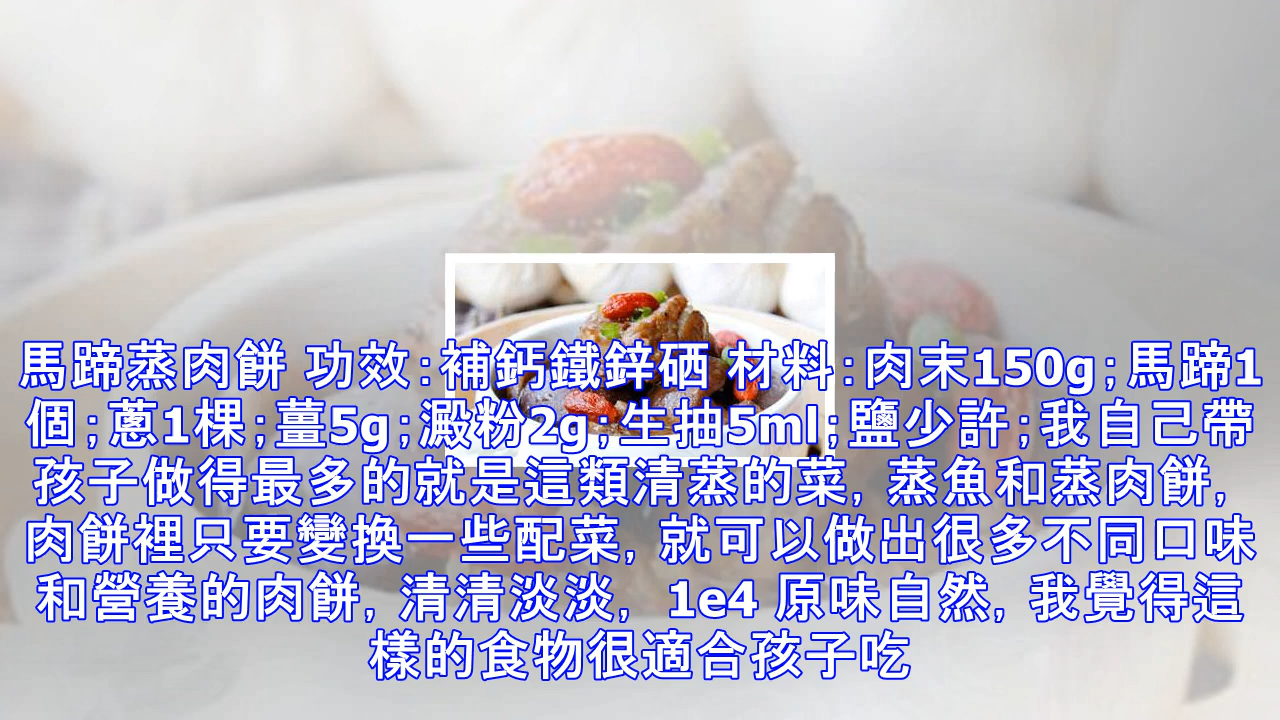 馬蹄蒸肉餅 功效:補鈣鐵鋅硒 材料:肉末150g;馬蹄1
個;蔥1棵;薑5g;澱粉2g;生抽5ml;鹽少許;我自己帶
孩子做得最多的就是這類清蒸的菜, 蒸魚和蒸肉餅,
肉餅裡只要變換一些配菜, 就可以做出很多不同口味
和營養的肉餅, 清清淡淡, 1e4 原味自然, 我覺得這
樣的食物很適合孩子吃